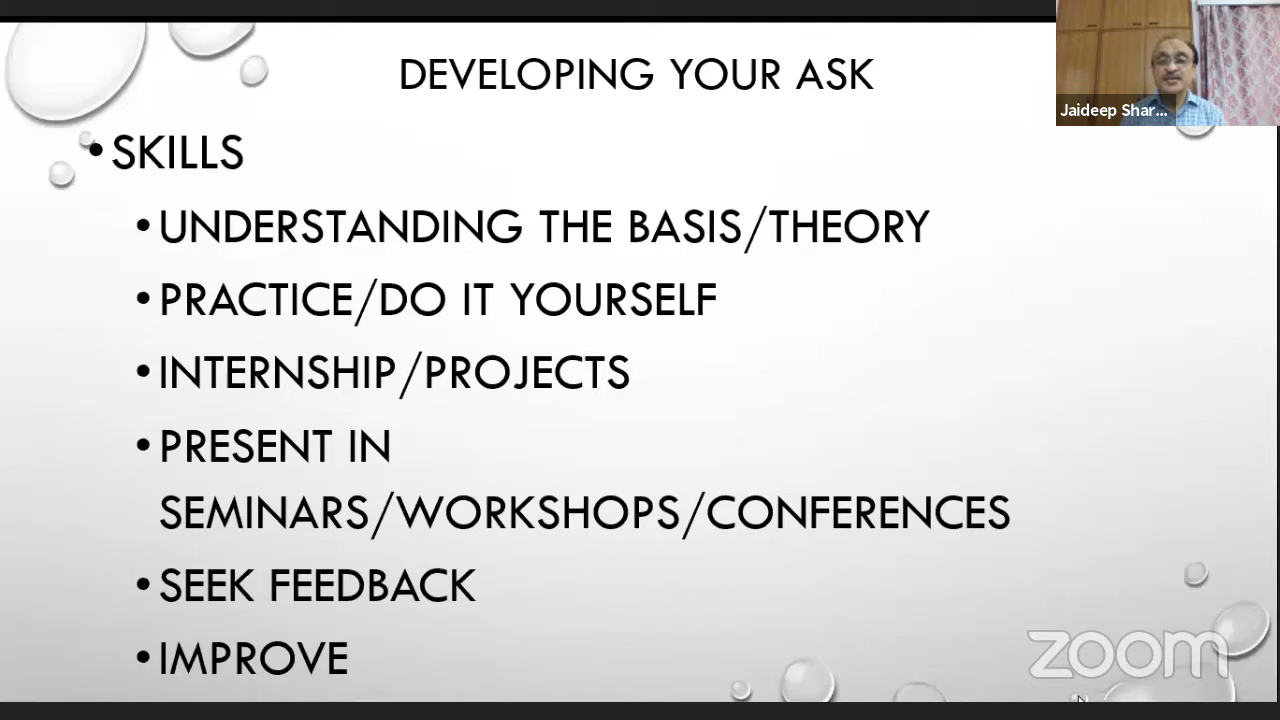 DEVELOPING YOUR ASK
Jaideep Shar...
• SKILLS
• UNDERSTANDING THE BASIS/THEORY
• PRACTICE/DO IT YOURSELF
• INTERNSHIP/PROJECTS
• PRESENT IN
SEMINARS/WORKSHOPS/CONFERENCES
• SEEK FEEDBACK
• IMPROVE
zoom